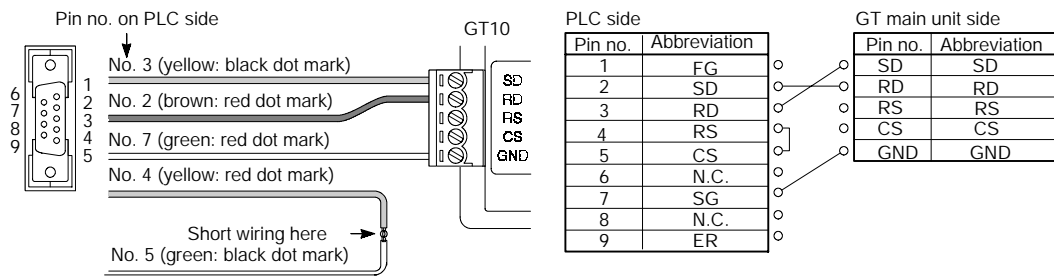 Pin no. on PLC side
No. 3 (yellow: black dot mark)
No. 2 (brown: red dot mark)
No. 7 (green: red dot mark)
No. 4 (yellow: red dot mark)
Short wiring here
No. 5 (green: black dot mark)
6
7
8
9
1
2
3
4
5
GT10
SD
RD
RS
CS
GND
PLC side
Pin no. Abbreviation
1 FG
2 SD
3 RD
4 RS
5 CS
6 N.C.
7 SG
8 N.C.
9 ER
GT main unit side
Pin no. Abbreviation
SD SD
RD RD
RS RS
CS CS
GND GND